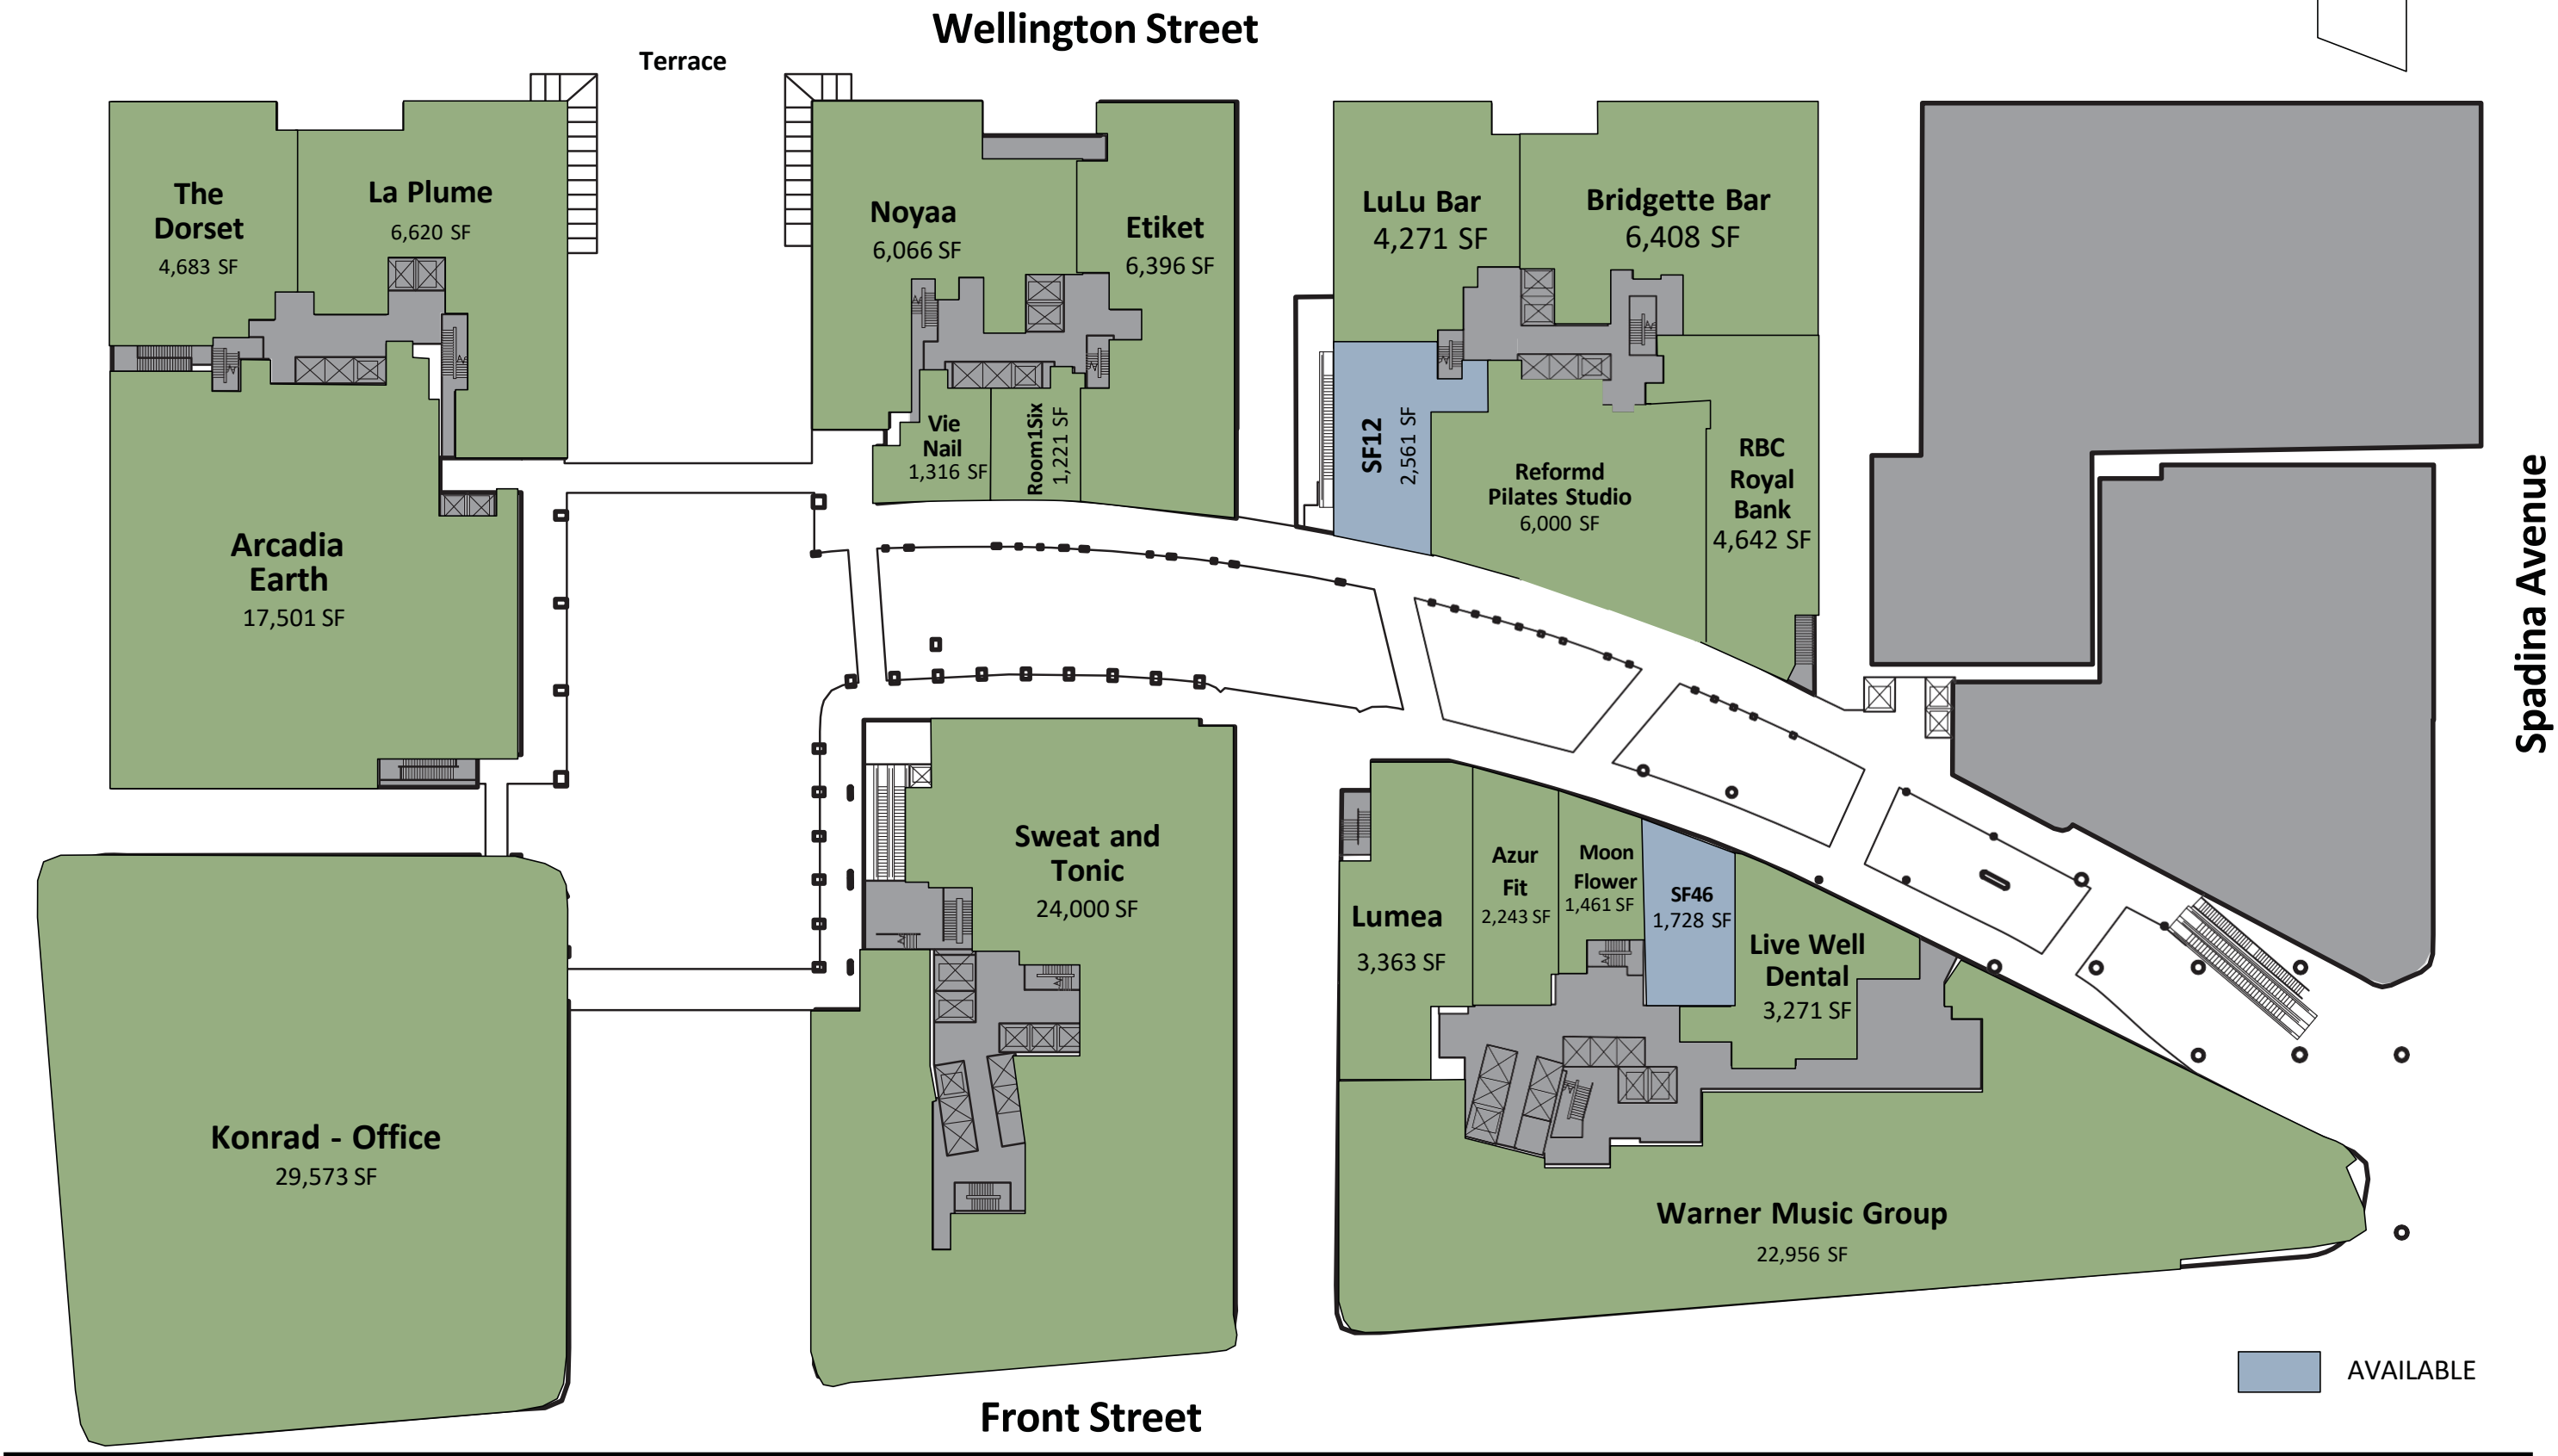 Wellington Street
Terrace
The
Dorset
4,683 SF
La Plume
6,620 SF
Noyaa
6,066 SF
Etiket
6,396 SF
LuLu Bar
4,271 SF
Bridgette Bar
6,408 SF
Vie
Nail
1,316 SF
Room1Six
1,221 SF
SF12
2,561 SF
Reformd
Pilates Studio
6,000 SF
RBC
Royal
Bank
4,642 SF
Spadina Avenue
Arcadia
Earth
17,501 SF
Sweat and
Tonic
24,000 SF
Lumea
3,363 SF
Azur
Fit
2,243 SF
Moon
Flower
1,461 SF
SF46
1,728 SF
Live Well
Dental
3,271 SF
Konrad - Office
29,573 SF
Warner Music Group
22,956 SF
AVAILABLE
Front Street